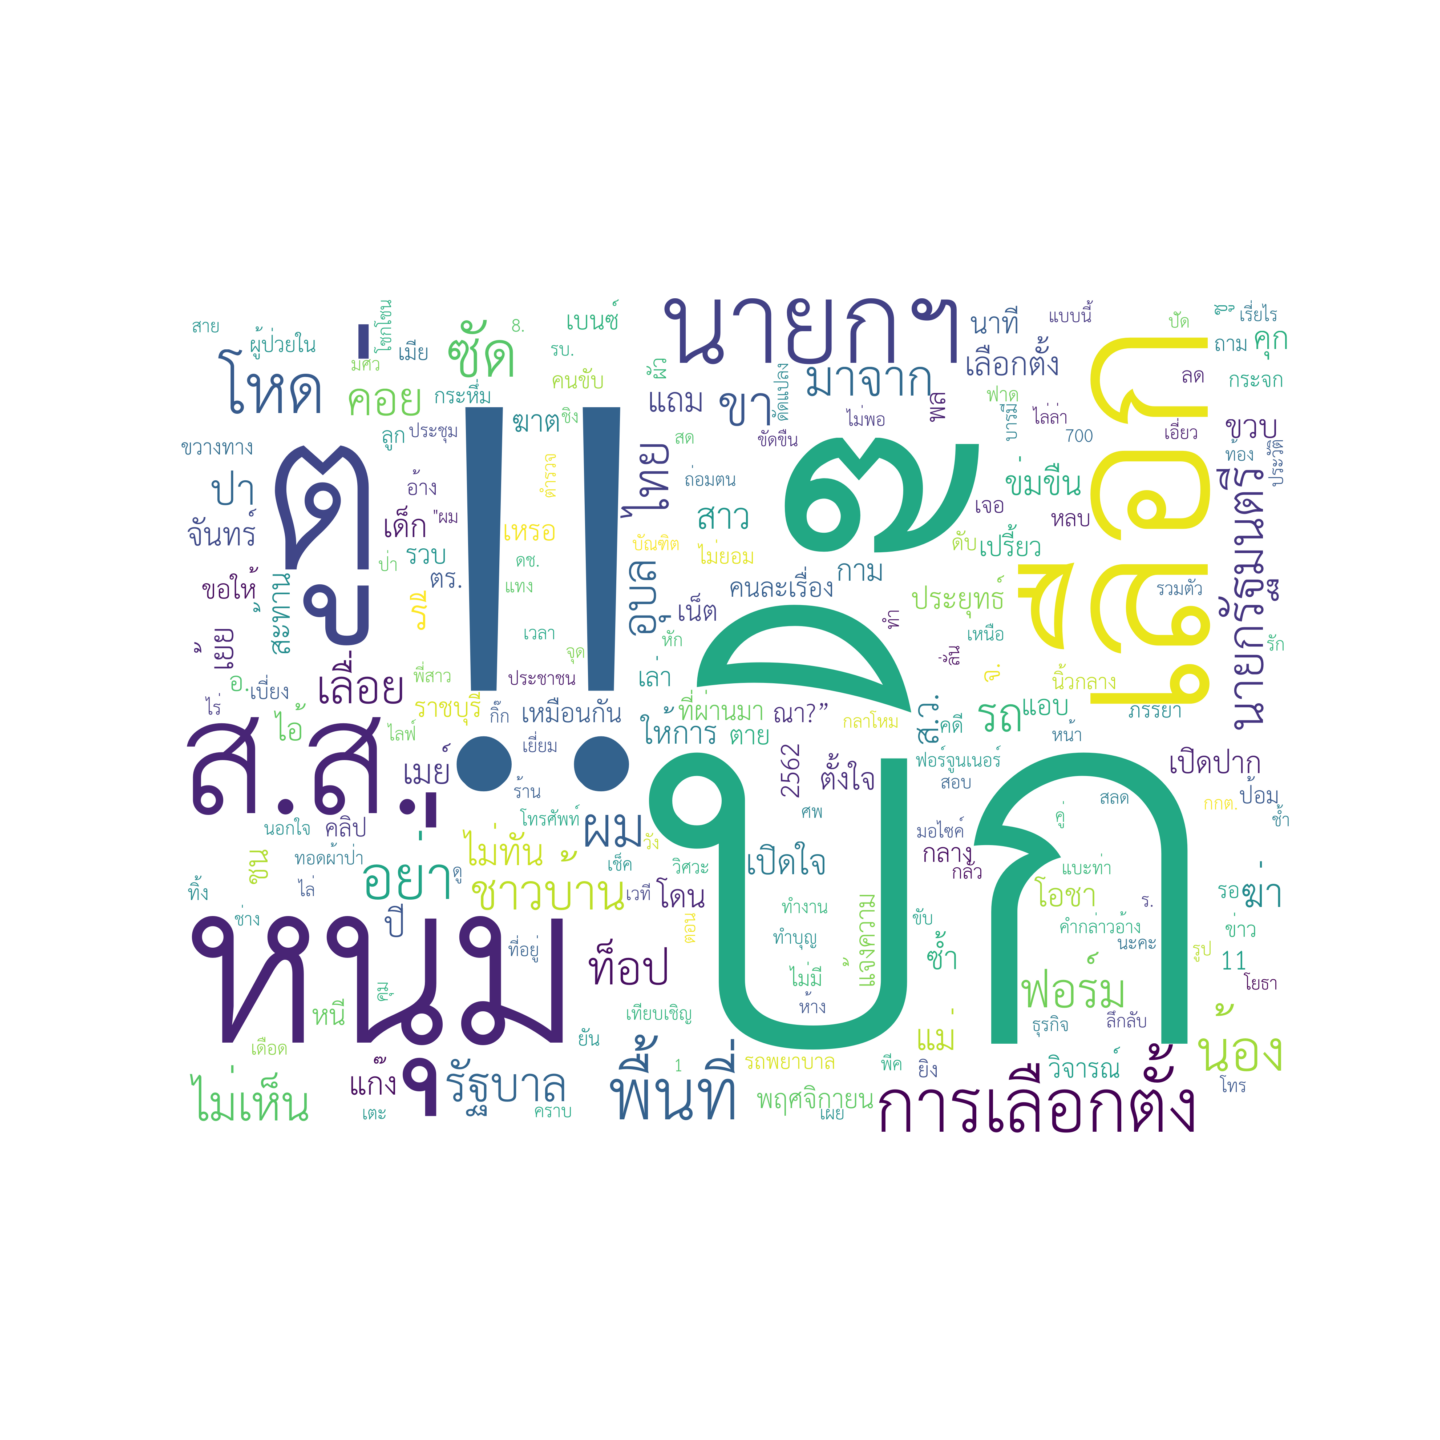 สาย
ผู้ป่วยใน
โชกโชน
เมีย
มศว
ซัด
8.
รบ.
เบนซ์
นายกฯ
นาที
แบบนี้
ปัด
เรี่ยไร
ถาม
คุก
โหด
คอย
กระหึ่ม
คนขับ
ผัว
แถม
ขา
ดัดแปลง
มาจาก
เลือกตั้ง
ลด
กระจก
ฆาต
ชิง
ไม่พอ
พล
ฟาด
บารมี
ไล่ล่า
700
เอี่ยว
ขวบ
ขวางทาง
ลูก
ประชุม
สด
ขัดขืน
เลือก
ท้อง
ประวัติ
ตู่
!!
ปา
อ้าง
ตำรวจ
ไทย
ถ่อมตน
บิ๊ก
ข่มขืน
จันทร์
เด็ก
"ผม
เหรอ
สาว
เจอ
หลบ
นายกรัฐมนตรี
รวบ
ป่า
ดช.
บัณฑิต
ไม่ยอม
ดับ
เปรี้ยว
ขอให้
สะท้าน
ตร.
แทง
อุบล
เน็ต
คนละเรื่อง
กาม
ประยุทธ์
รวมตัว
เวลา
หัก
ทำ
เหนือ
รัก
เย้ย
จุด
ลั่น
อ.
เบี่ยง
เลื่อย
พี่สาว
ประชาชน
เล่า
นิ้วกลาง
ไร่
ส.ส.
ไอ้
ไลฟ์
ราชบุรี
กิ๊ก
เหมือนกัน
ที่ผ่านมา
ณา?”
กลาโหม
ส.ว.
คดี
รถ
แอบ
ภรรยา
เยี่ยม
ให้การ
ตาย
หน้า
เมย์
ร้าน
2562
ตั้งใจ
ฟอร์จูนเนอร์
สอบ
เปิดปาก
ป้อม
สลด
กกต.
ช้ำ
นอกใจ
คลิป
โทรศัพท์
ผม
วัง
ศพ
มอไซค์
คู่
ชน
ทอดผ้าป่า
อย่า
ดู
ไม่ทัน
เช็ค
วิศวะ
เปิดใจ
กลาง
กลัว
แบะท่า
ทิ้ง
ไล่
ชาวบ้าน
เวที
โดน
ทำงาน
แจ้งความ
โอชา
ร.
รอ
ฆ่า
ช่าง
ปี
หนุ่ม
ตอน
ทำบุญ
ขับ
คำกล่าวอ้าง
นะคะ
ข่าว
ที่อยู่
ท็อป
ไม่มี
ซ้ำ
รูป
11
คุม
ห้าง
ฟอร์ม
ลึกลับ
โยธา
หนี
เทียบเชิญ
ธุรกิจ
เดือด
ยัน
แม่
น้อง
ไม่เห็น
แก๊ง
รัฐบาล
พื้นที่
1
รถพยาบาล
พีค
ยิง
วิจารณ์
โทร
เตะ
คราบ
พฤศจิกายน
เผย
การเลือกตั้ง